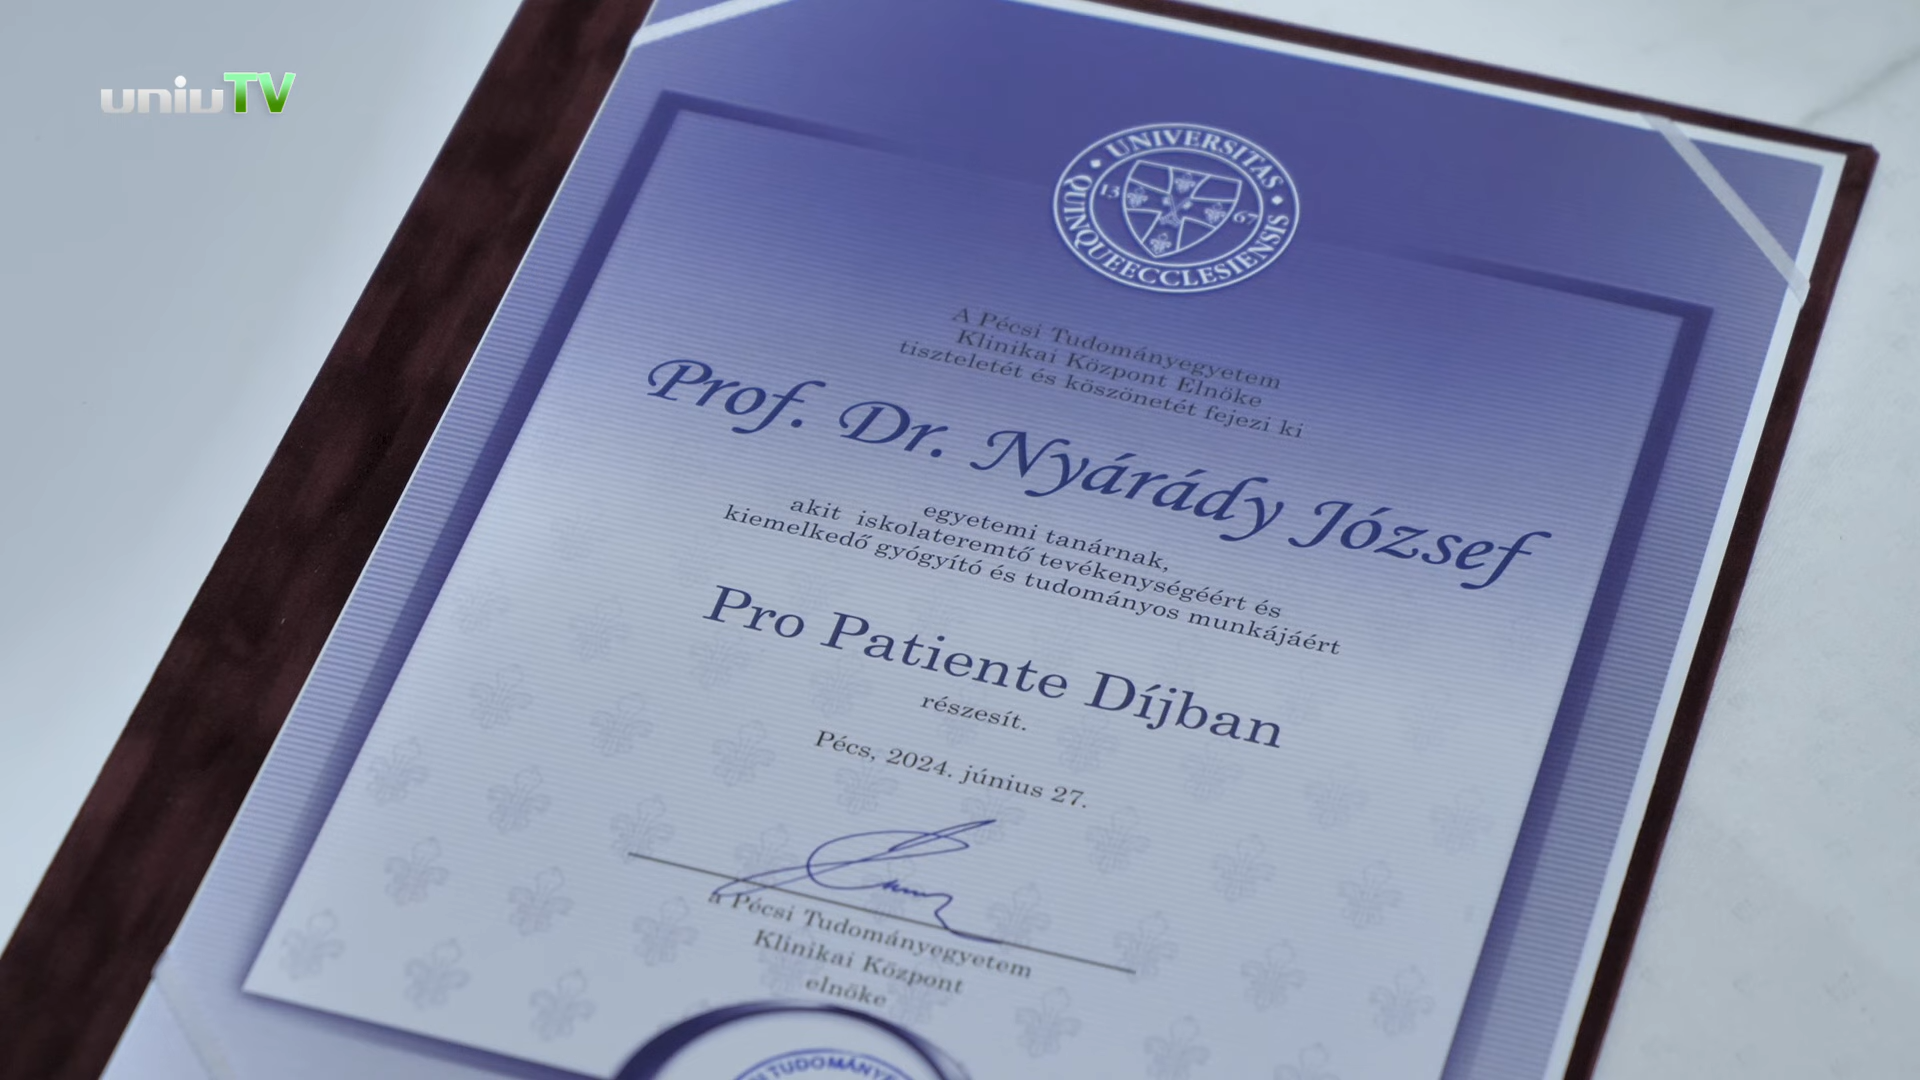 univTV
UNIVERSITAS QUINQUEECCLESIENSIS
13 67
A Pécsi Tudományegyetem
Klinikai Központ Elnöke
tiszteletét és köszönetét fejezi ki
Prof. Dr. Nyárády József
egyetemi tanárnak,
akit iskolateremtő tevékenységéért és
kiemelkedő gyógyító és tudományos munkájáért
Pro Patiente Díjban
részesít.
Pécs, 2024. június 27.
a Pécsi Tudományegyetem
Klinikai Központ
elnöke